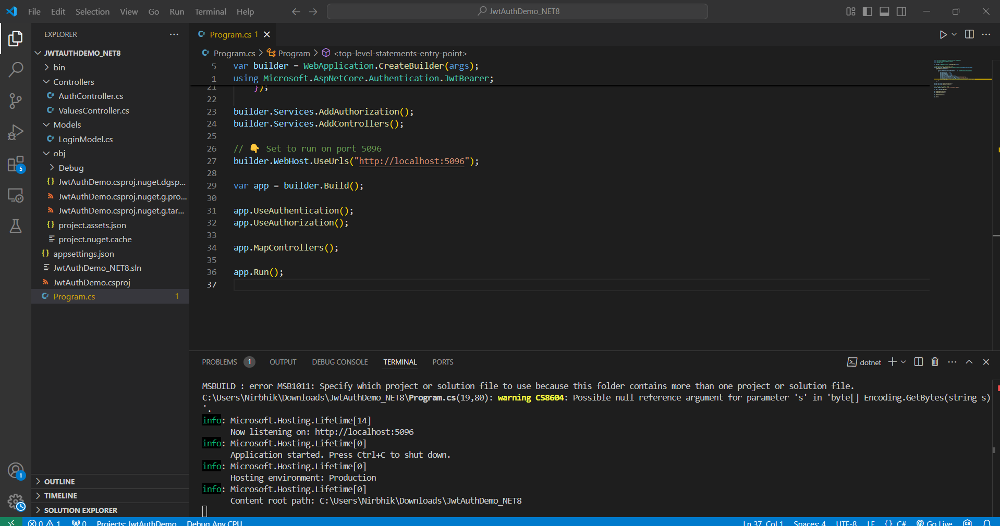 File Edit Selection View Go Run Terminal Help
JwtAuthDemo_NET8
EXPLORER
JWTAUTHDEMO_NET8
bin
Controllers
C# AuthController.cs
C# ValuesController.cs
Models
C# LoginModel.cs
obj
Debug
{} JwtAuthDemo.csproj.nuget.dgsp...
JwtAuthDemo.csproj.nuget.g.pro...
JwtAuthDemo.csproj.nuget.g.tar...
{} project.assets.json
project.nuget.cache
{} appsettings.json
JwtAuthDemo_NET8.sln
JwtAuthDemo.csproj
C# Program.cs 1
OUTLINE
TIMELINE
SOLUTION EXPLORER
5
1
C# Program.cs 1
C# Program.cs > Program > <top-level-statements-entry-point>
5 var builder = WebApplication.CreateBuilder(args);
1 using Microsoft.AspNetCore.Authentication.JwtBearer;
21 });
22
23 builder.Services.AddAuthorization();
24 builder.Services.AddControllers();
25
26 // 👇 Set to run on port 5096
27 builder.WebHost.UseUrls("http://localhost:5096");
28
29 var app = builder.Build();
30
31 app.UseAuthentication();
32 app.UseAuthorization();
33
34 app.MapControllers();
35
36 app.Run();
37
PROBLEMS 1 OUTPUT DEBUG CONSOLE TERMINAL PORTS
dotnet
MSBUILD : error MSB1011: Specify which project or solution file to use because this folder contains more than one project or solution file.
C:\Users\Nirbhik\Downloads\JwtAuthDemo_NET8\Program.cs(19,80): warning CS8604: Possible null reference argument for parameter 's' in 'byte[] Encoding.GetBytes(string s)
'.
info: Microsoft.Hosting.Lifetime[14]
Now listening on: http://localhost:5096
info: Microsoft.Hosting.Lifetime[0]
Application started. Press Ctrl+C to shut down.
info: Microsoft.Hosting.Lifetime[0]
Hosting environment: Production
info: Microsoft.Hosting.Lifetime[0]
Content root path: C:\Users\Nirbhik\Downloads\JwtAuthDemo_NET8
0 1 0 Projects: JwtAuthDemo Debug Any CPU Ln 37, Col 1 Spaces: 4 UTF-8 LF {} C# Go Live